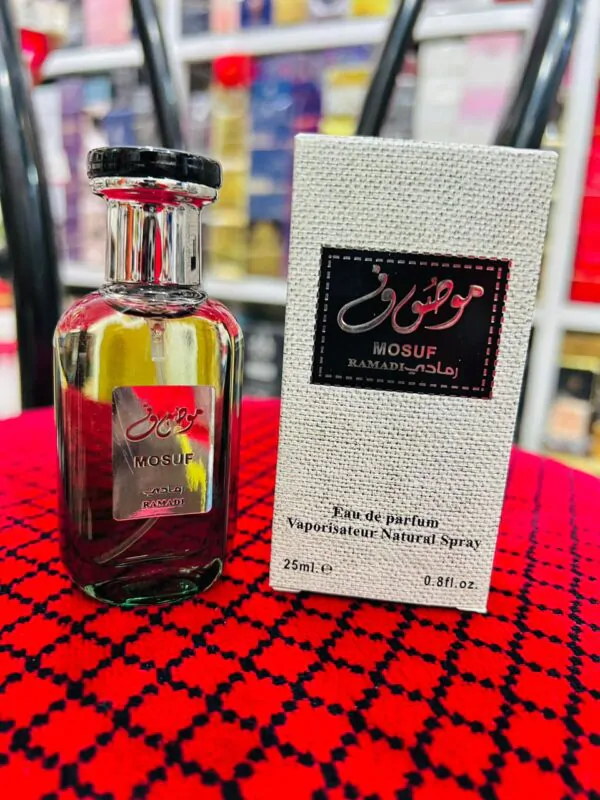 موصوف
MOSUF
رمادي
RAMADI
موصوف
MOSUF
RAMADI رمادي
Eau de parfum
Vaporisateur Natural Spray
25ml.℮
0.8fl.oz.